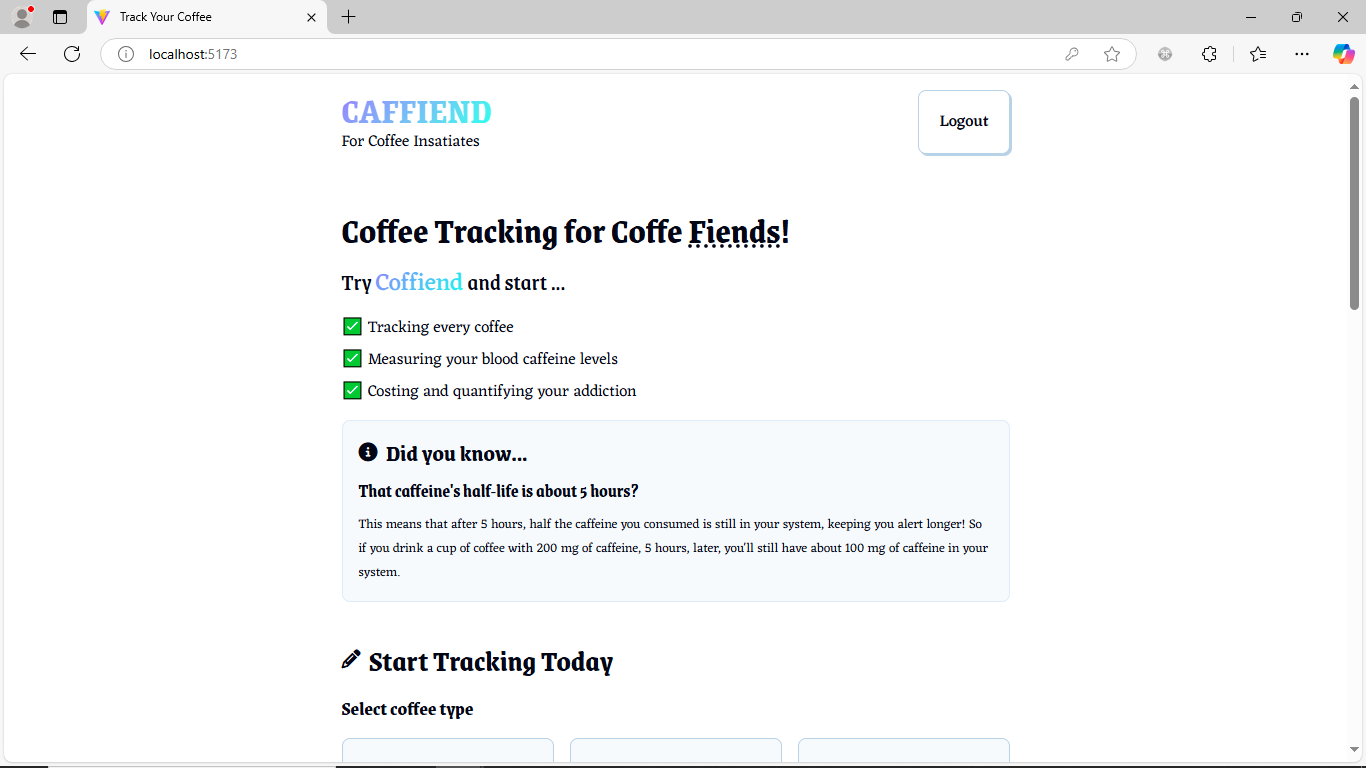 Track Your Coffee
localhost:5173
CAFFIEND
For Coffee Insatiates
Logout
Coffee Tracking for Coffe Fiends!
Try Coffiend and start ...
Tracking every coffee
Measuring your blood caffeine levels
Costing and quantifying your addiction
Did you know...
That caffeine's half-life is about 5 hours?
This means that after 5 hours, half the caffeine you consumed is still in your system, keeping you alert longer! So
if you drink a cup of coffee with 200 mg of caffeine, 5 hours, later, you'll still have about 100 mg of caffeine in your
system.
Start Tracking Today
Select coffee type